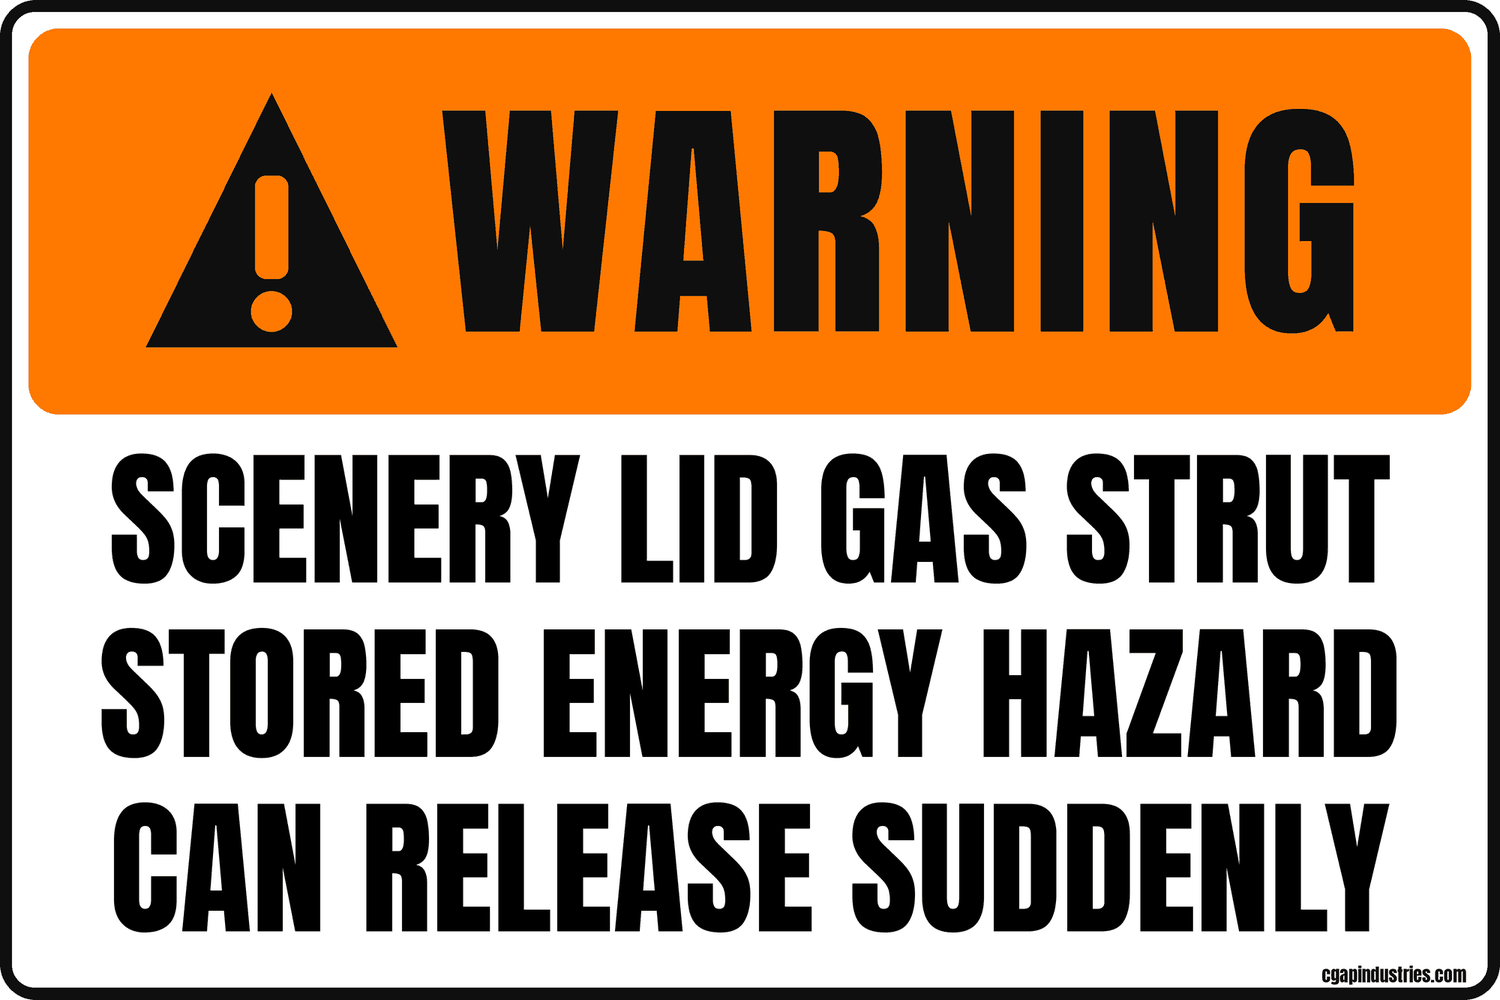 WARNING
SCENERY LID GAS STRUT
STORED ENERGY HAZARD
CAN RELEASE SUDDENLY
cgapindustries.com